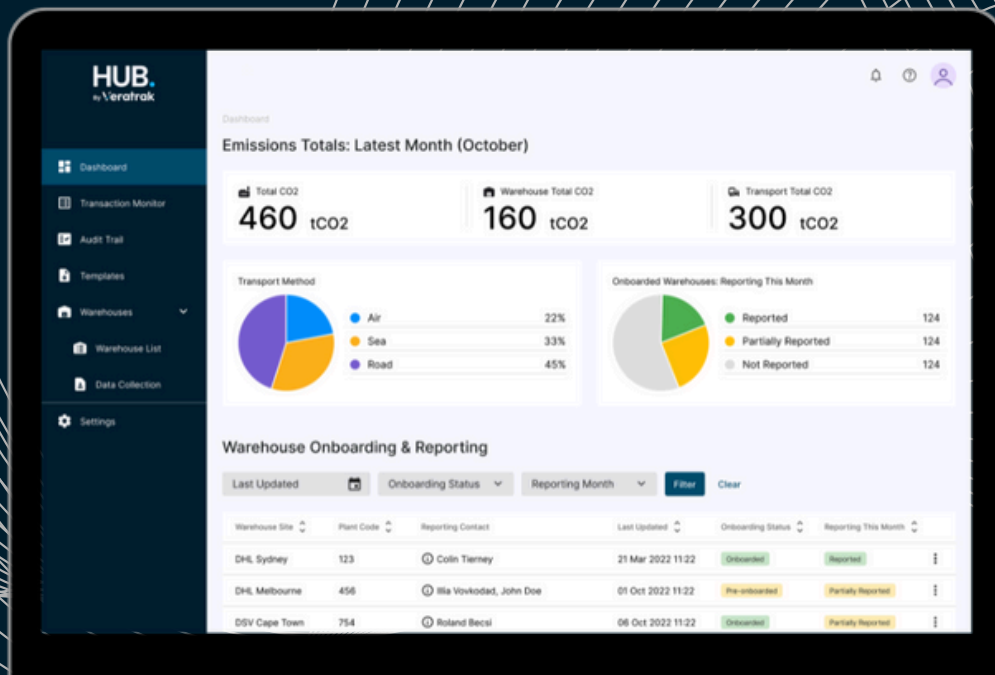 HUB.
by Veratrak
Dashboard
Transaction Monitor
Audit Trail
Templates
Warehouses
Warehouse List
Data Collection
Settings
Dashboard
Emissions Totals: Latest Month (October)
Total CO2
460 tCO2
Warehouse Total CO2
160 tCO2
Transport Total CO2
300 tCO2
Transport Method
Air 22%
Sea 33%
Road 45%
Onboarded Warehouses: Reporting This Month
Reported 124
Partially Reported 124
Not Reported 124
Warehouse Onboarding & Reporting
Last Updated Onboarding Status Reporting Month Filter Clear
Warehouse Site Plant Code Reporting Contact Last Updated Onboarding Status Reporting This Month
DHL Sydney 123 Colin Tierney 21 Mar 2022 11:22 Onboarded Reported
DHL Melbourne 456 Illia Vovkodad, John Doe 01 Oct 2022 11:22 Pre-onboarded Partially Reported
DSV Cape Town 754 Roland Becsi 06 Oct 2022 11:22 Onboarded Partially Reported